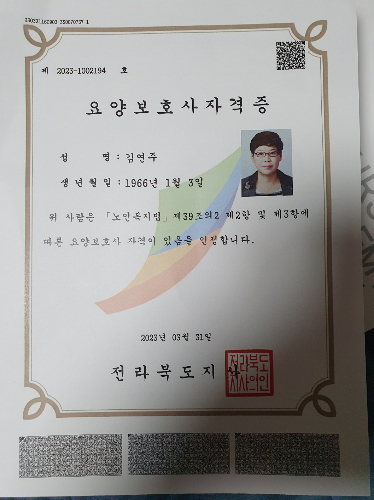 제 2023-1002194 호
요양보호사자격증
성 명 : 김연주
생년월일 : 1966년 1월 3일
위 사람은 「노인복지법」 제39조의2 제2항 및 제3항에
따른 요양보호사 자격이 있음을 인정합니다.
2023년 03월 31일
전라북도지사
전라북도
지사의인